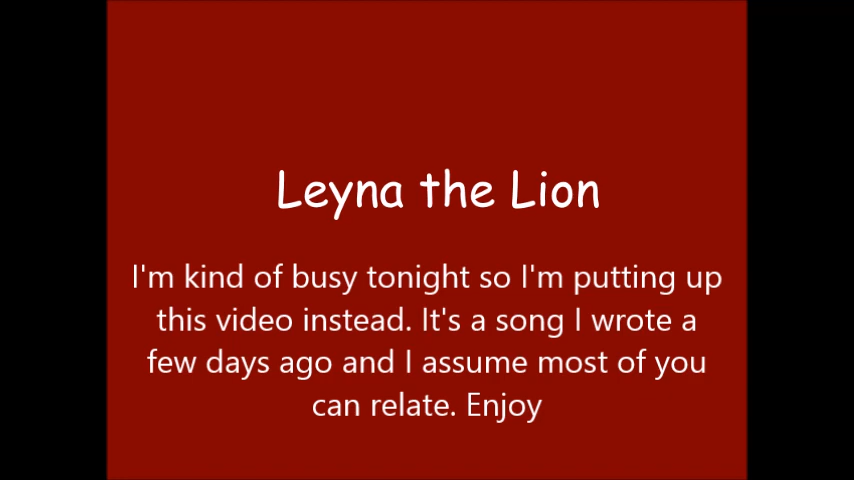 Leyna the Lion
I'm kind of busy tonight so I'm putting up
this video instead. It's a song I wrote a
few days ago and I assume most of you
can relate. Enjoy